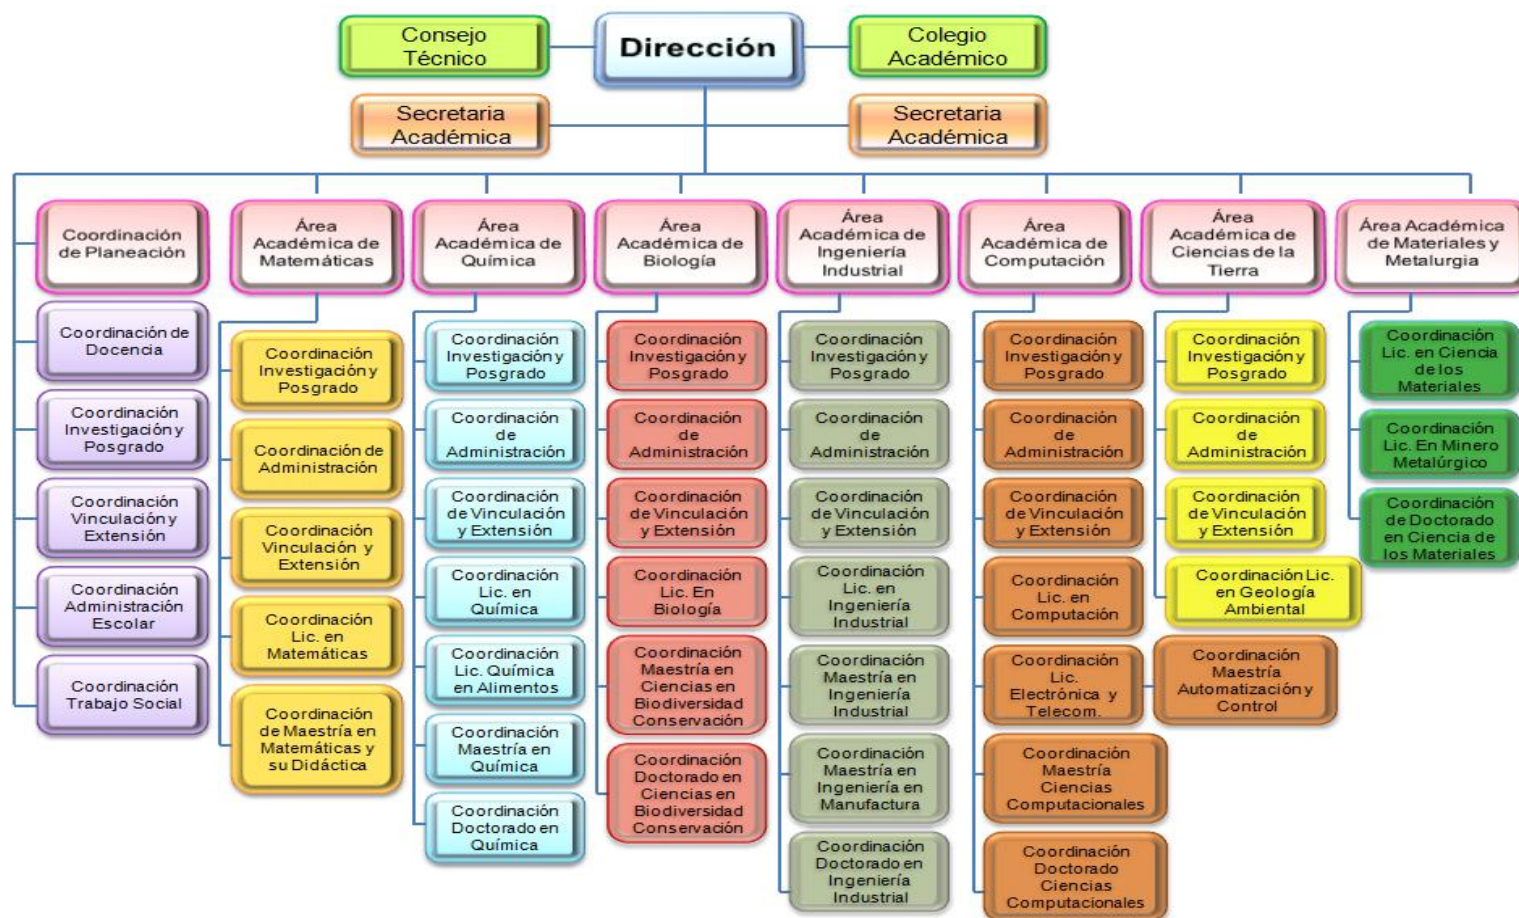 Consejo
Técnico
Dirección
Colegio
Académico
Secretaria
Académica
Secretaria
Académica
Coordinación
de Planeación
Área
Académica de
Matemáticas
Área
Académica de
Química
Área
Académica de
Biología
Área
Académica de
Ingeniería
Industrial
Área
Académica de
Computación
Área
Académica de
Ciencias de la
Tierra
Área Académica
de Materiales y
Metalurgia
Coordinación de
Docencia
Coordinación
Investigación y
Posgrado
Coordinación
Vinculación y
Extensión
Coordinación
Administración
Escolar
Coordinación
Trabajo Social
Coordinación
Investigación y
Posgrado
Coordinación de
Administración
Coordinación
Vinculación y
Extensión
Coordinación
Lic. en
Matemáticas
Coordinación
de Maestría en
Matemáticas y
su Didáctica
Coordinación
Investigación y
Posgrado
Coordinación
de
Administración
Coordinación
de Vinculación
y Extensión
Coordinación
Lic. en
Química
Coordinación
Lic. Química
en Alimentos
Coordinación
Maestría en
Química
Coordinación
Doctorado en
Química
Coordinación
Investigación y
Posgrado
Coordinación
de
Administración
Coordinación
de Vinculación
y Extensión
Coordinación
Lic. En
Biología
Coordinación
Maestría en
Ciencias en
Biodiversidad
Conservación
Coordinación
Doctorado en
Ciencias en
Biodiversidad
Conservación
Coordinación
Investigación y
Posgrado
Coordinación
de
Administración
Coordinación
de Vinculación
y Extensión
Coordinación
Lic. en
Ingeniería
Industrial
Coordinación
Maestría en
Ingeniería
Industrial
Coordinación
Maestría en
Ingeniería en
Manufactura
Coordinación
Doctorado en
Ingeniería
Industrial
Coordinación
Investigación y
Posgrado
Coordinación
de
Administración
Coordinación
de Vinculación
y Extensión
Coordinación
Lic. en
Computación
Coordinación
Lic.
Electrónica y
Telecom.
Coordinación
Maestría
Automatización y
Control
Coordinación
Maestría
Ciencias
Computacionales
Coordinación
Doctorado
Ciencias
Computacionales
Coordinación
Investigación y
Posgrado
Coordinación
de
Administración
Coordinación
de Vinculación
y Extensión
Coordinación Lic.
en Geología
Ambiental
Coordinación
Lic. en Ciencia
de los
Materiales
Coordinación
Lic. En Minero
Metalúrgico
Coordinación
de Doctorado
en Ciencia de
los Materiales